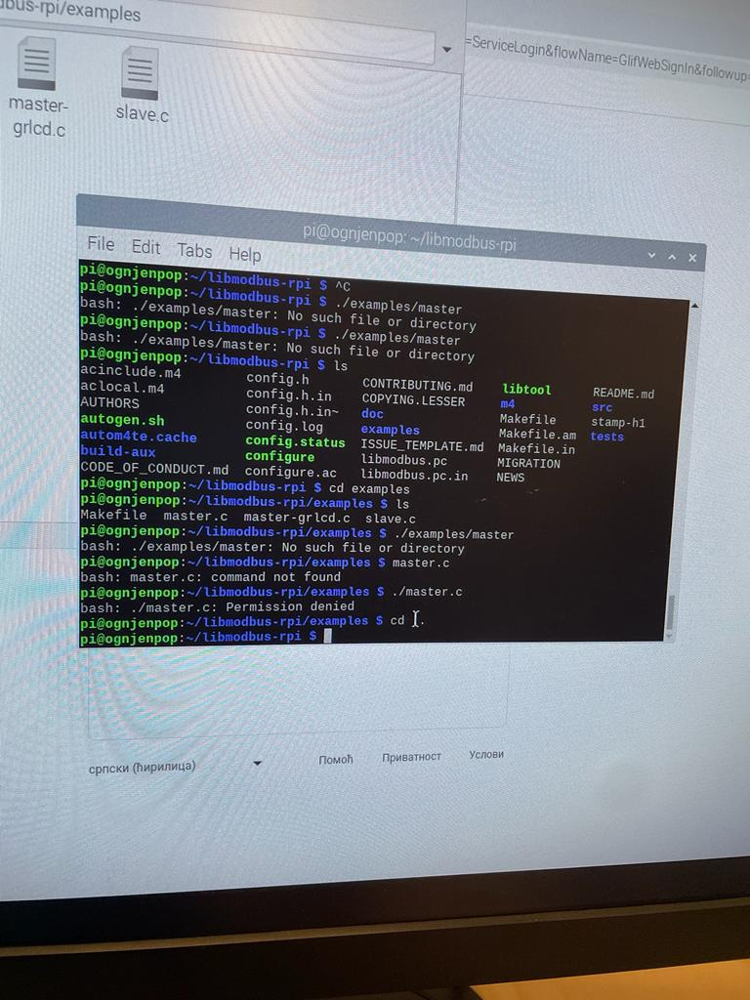 bus-rpi/examples
=ServiceLogin&flowName=GlifWebSignIn&followup=
master-
grlcd.c
slave.c
pi@ognjenpop: ~/libmodbus-rpi
File Edit Tabs Help
pi@ognjenpop:~/libmodbus-rpi $ ^C
pi@ognjenpop:~/libmodbus-rpi $ ./examples/master
bash: ./examples/master: No such file or directory
pi@ognjenpop:~/libmodbus-rpi $ ./examples/master
bash: ./examples/master: No such file or directory
pi@ognjenpop:~/libmodbus-rpi $ ls
acinclude.m4 config.h CONTRIBUTING.md libtool README.md
aclocal.m4 config.h.in COPYING.LESSER m4 src
AUTHORS config.h.in~ doc Makefile stamp-h1
autogen.sh config.log examples Makefile.am tests
autom4te.cache config.status ISSUE_TEMPLATE.md Makefile.in
build-aux configure libmodbus.pc MIGRATION
CODE_OF_CONDUCT.md configure.ac libmodbus.pc.in NEWS
pi@ognjenpop:~/libmodbus-rpi $ cd examples
pi@ognjenpop:~/libmodbus-rpi/examples $ ls
Makefile master.c master-grlcd.c slave.c
pi@ognjenpop:~/libmodbus-rpi/examples $ ./examples/master
bash: ./examples/master: No such file or directory
pi@ognjenpop:~/libmodbus-rpi/examples $ master.c
bash: master.c: command not found
pi@ognjenpop:~/libmodbus-rpi/examples $ ./master.c
bash: ./master.c: Permission denied
pi@ognjenpop:~/libmodbus-rpi/examples $ cd
pi@ognjenpop:~/libmodbus-rpi $
српски (ћирилица) Помоћ Приватност Услови